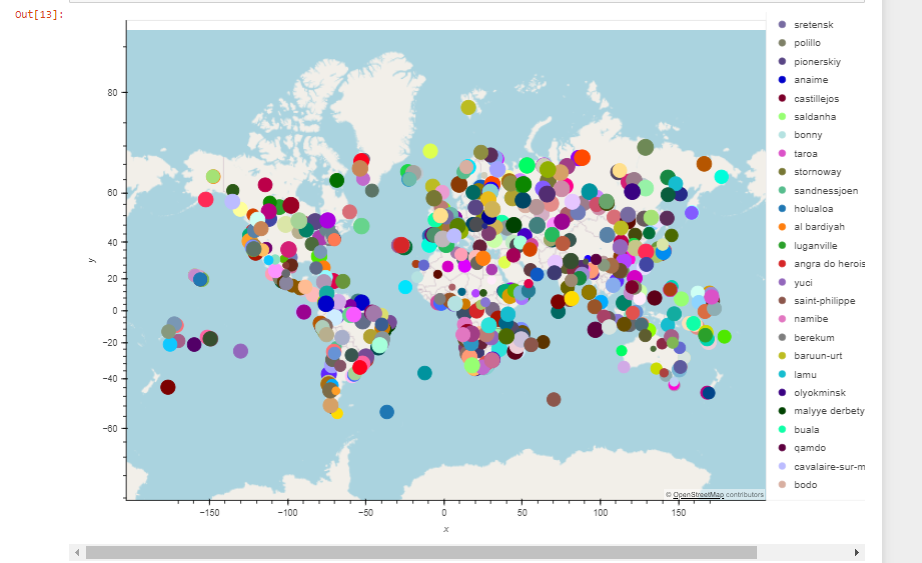 Out[13]:
sretensk
polillo
pionerskiy
anaime
castillejos
saldanha
bonny
taroa
stornoway
sandnessjoen
holualoa
al bardiyah
luganville
angra do herois
yuci
saint-philippe
namibe
berekum
baruun-urt
lamu
olyokminsk
malyye derbety
buala
qamdo
cavalaire-sur-m
bodo
80
60
40
20
0
−20
−40
−60
y
© OpenStreetMap contributors
−150
−100
−50
0
50
100
150
x